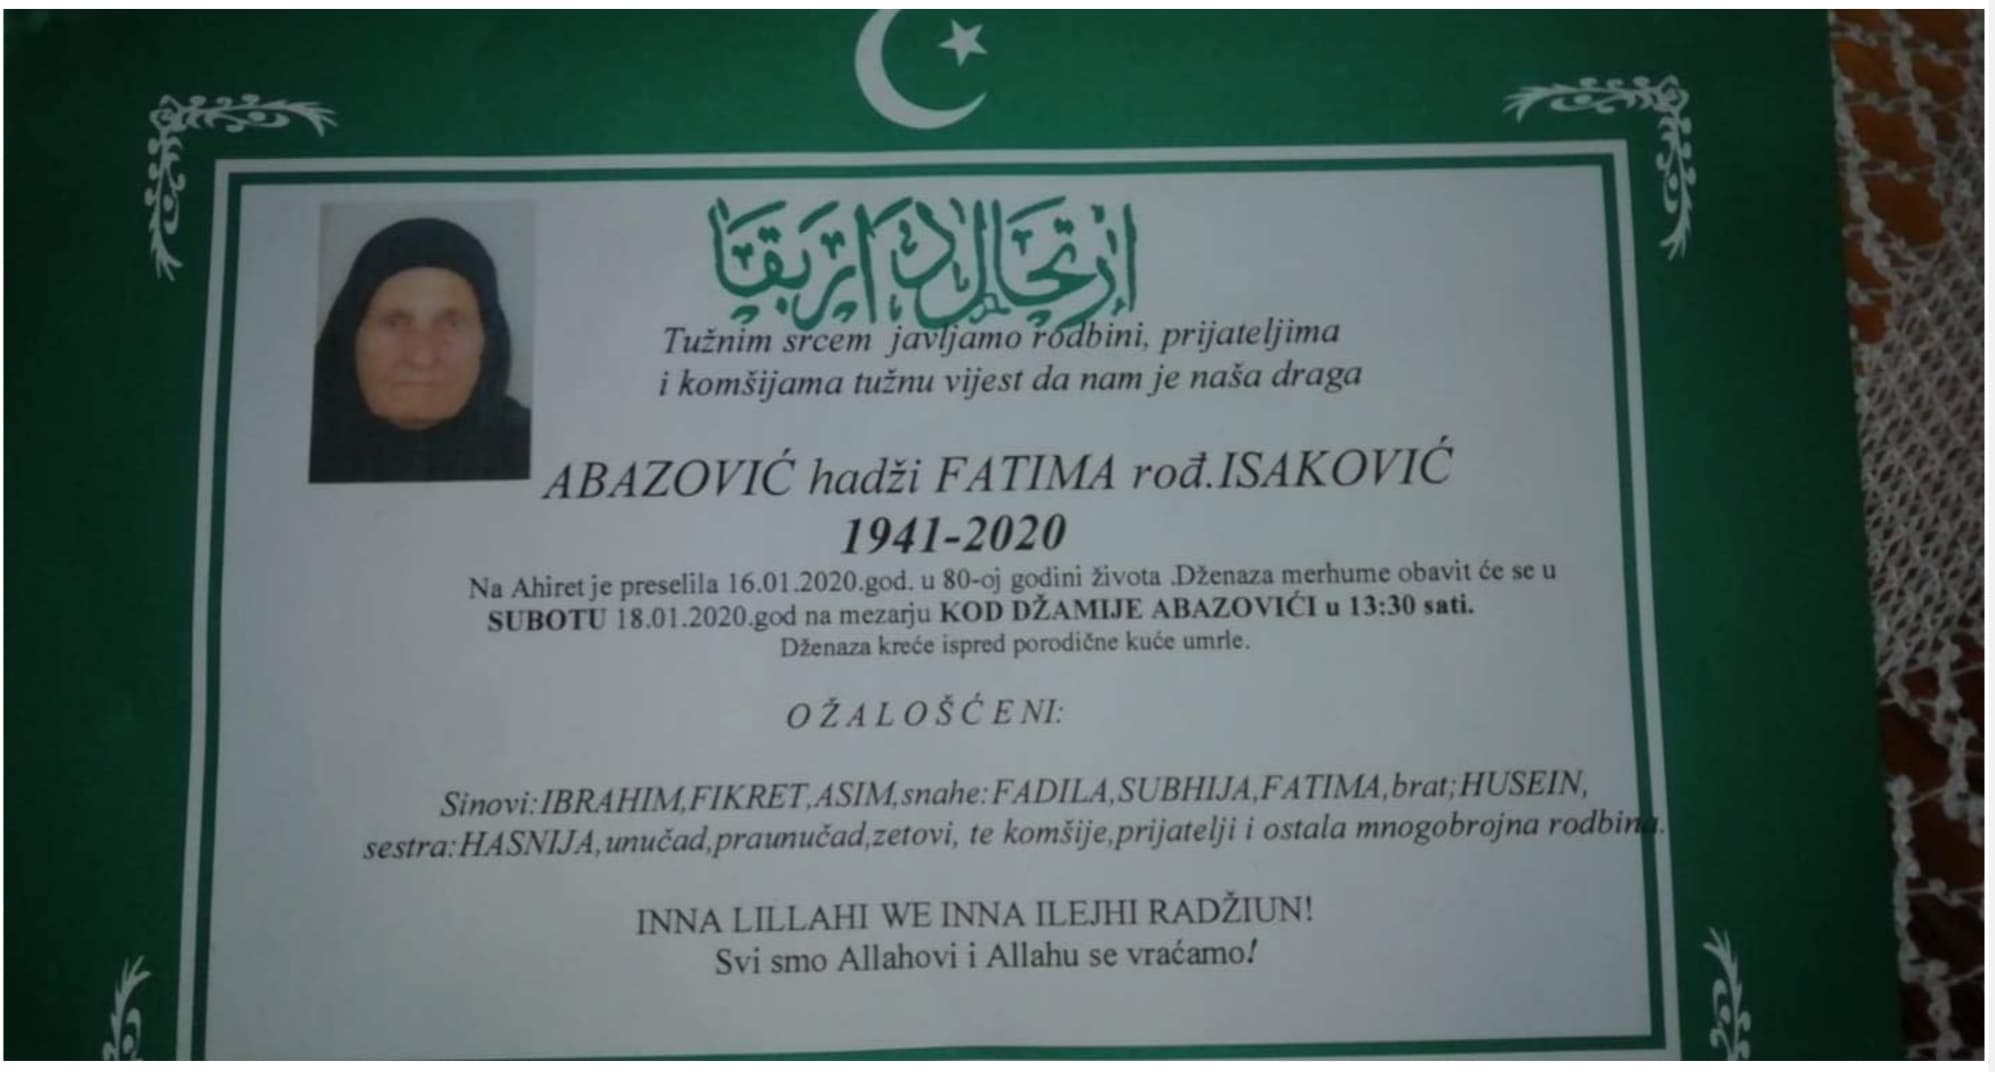 ارتحال دار بقا
Tužnim srcem javljamo rodbini, prijateljima
i komšijama tužnu vijest da nam je naša draga
ABAZOVIĆ hadži FATIMA rođ.ISAKOVIĆ
1941-2020
Na Ahiret je preselila 16.01.2020.god. u 80-oj godini života .Dženaza merhume obavit će se u
SUBOTU 18.01.2020.god na mezarju KOD DŽAMIJE ABAZOVIĆI u 13:30 sati.
Dženaza kreće ispred porodične kuće umrle.
OŽALOŠĆENI:
Sinovi:IBRAHIM,FIKRET,ASIM,snahe:FADILA,SUBHIJA,FATIMA,brat;HUSEIN,
sestra:HASNIJA,unučad,praunučad,zetovi, te komšije,prijatelji i ostala mnogobrojna rodbina.
INNA LILLAHI WE INNA ILEJHI RADŽIUN!
Svi smo Allahovi i Allahu se vraćamo!